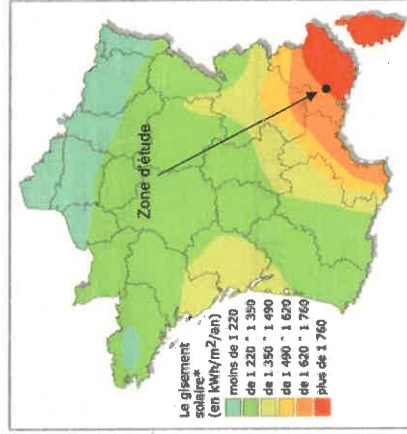 Zone d'étude
Le gisement
solaire*
(en kWh/m²/an)
moins de 1 220
de 1 220 ^ 1 350
de 1 350 ^ 1 490
de 1 490 ^ 1 620
de 1 620 ^ 1 760
plus de 1 760